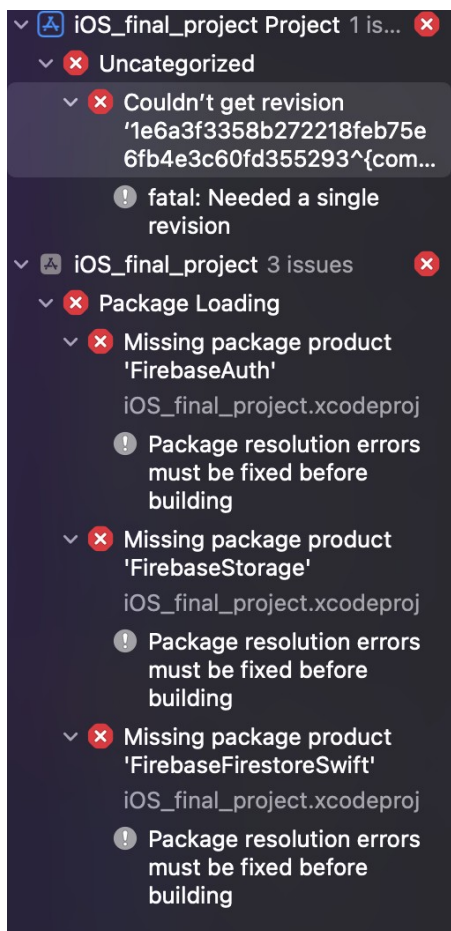 iOS_final_project Project 1 is...
Uncategorized
Couldn’t get revision
‘1e6a3f3358b272218feb75e
6fb4e3c60fd355293^{com...
fatal: Needed a single
revision
iOS_final_project 3 issues
Package Loading
Missing package product
'FirebaseAuth'
iOS_final_project.xcodeproj
Package resolution errors
must be fixed before
building
Missing package product
'FirebaseStorage'
iOS_final_project.xcodeproj
Package resolution errors
must be fixed before
building
Missing package product
'FirebaseFirestoreSwift'
iOS_final_project.xcodeproj
Package resolution errors
must be fixed before
building